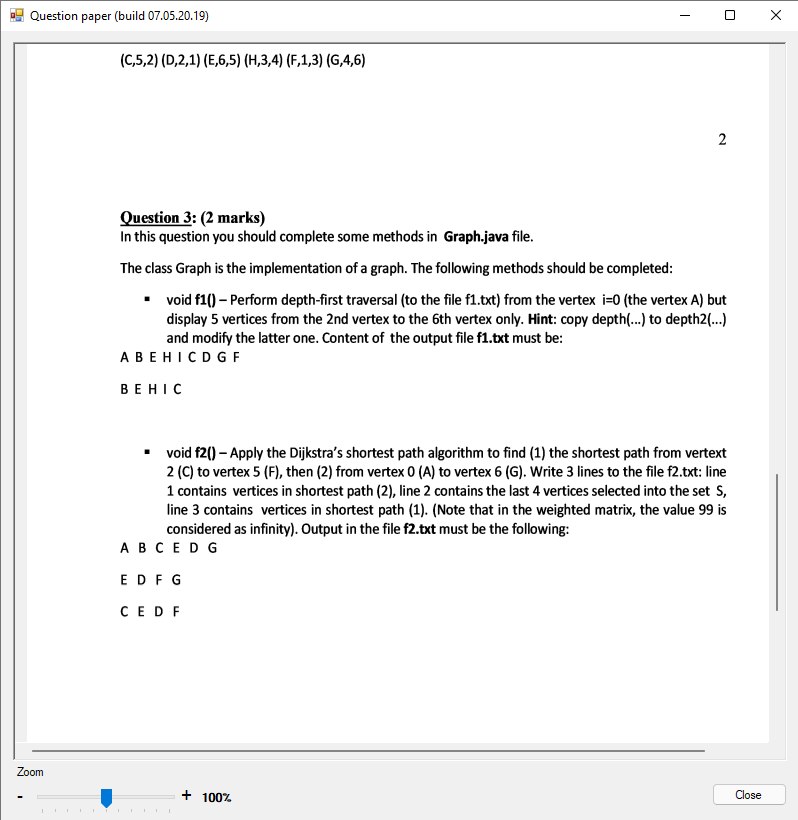 Question paper (build 07.05.20.19)
(C,5,2) (D,2,1) (E,6,5) (H,3,4) (F,1,3) (G,4,6)
2
Question 3: (2 marks)
In this question you should complete some methods in Graph.java file.
The class Graph is the implementation of a graph. The following methods should be completed:
▪ void f1() – Perform depth-first traversal (to the file f1.txt) from the vertex i=0 (the vertex A) but
display 5 vertices from the 2nd vertex to the 6th vertex only. Hint: copy depth(...) to depth2(...)
and modify the latter one. Content of the output file f1.txt must be:
A B E H I C D G F
B E H I C
▪ void f2() – Apply the Dijkstra's shortest path algorithm to find (1) the shortest path from vertext
2 (C) to vertex 5 (F), then (2) from vertex 0 (A) to vertex 6 (G). Write 3 lines to the file f2.txt: line
1 contains vertices in shortest path (2), line 2 contains the last 4 vertices selected into the set S,
line 3 contains vertices in shortest path (1). (Note that in the weighted matrix, the value 99 is
considered as infinity). Output in the file f2.txt must be the following:
A B C E D G
E D F G
C E D F
Zoom
- + 100%
Close